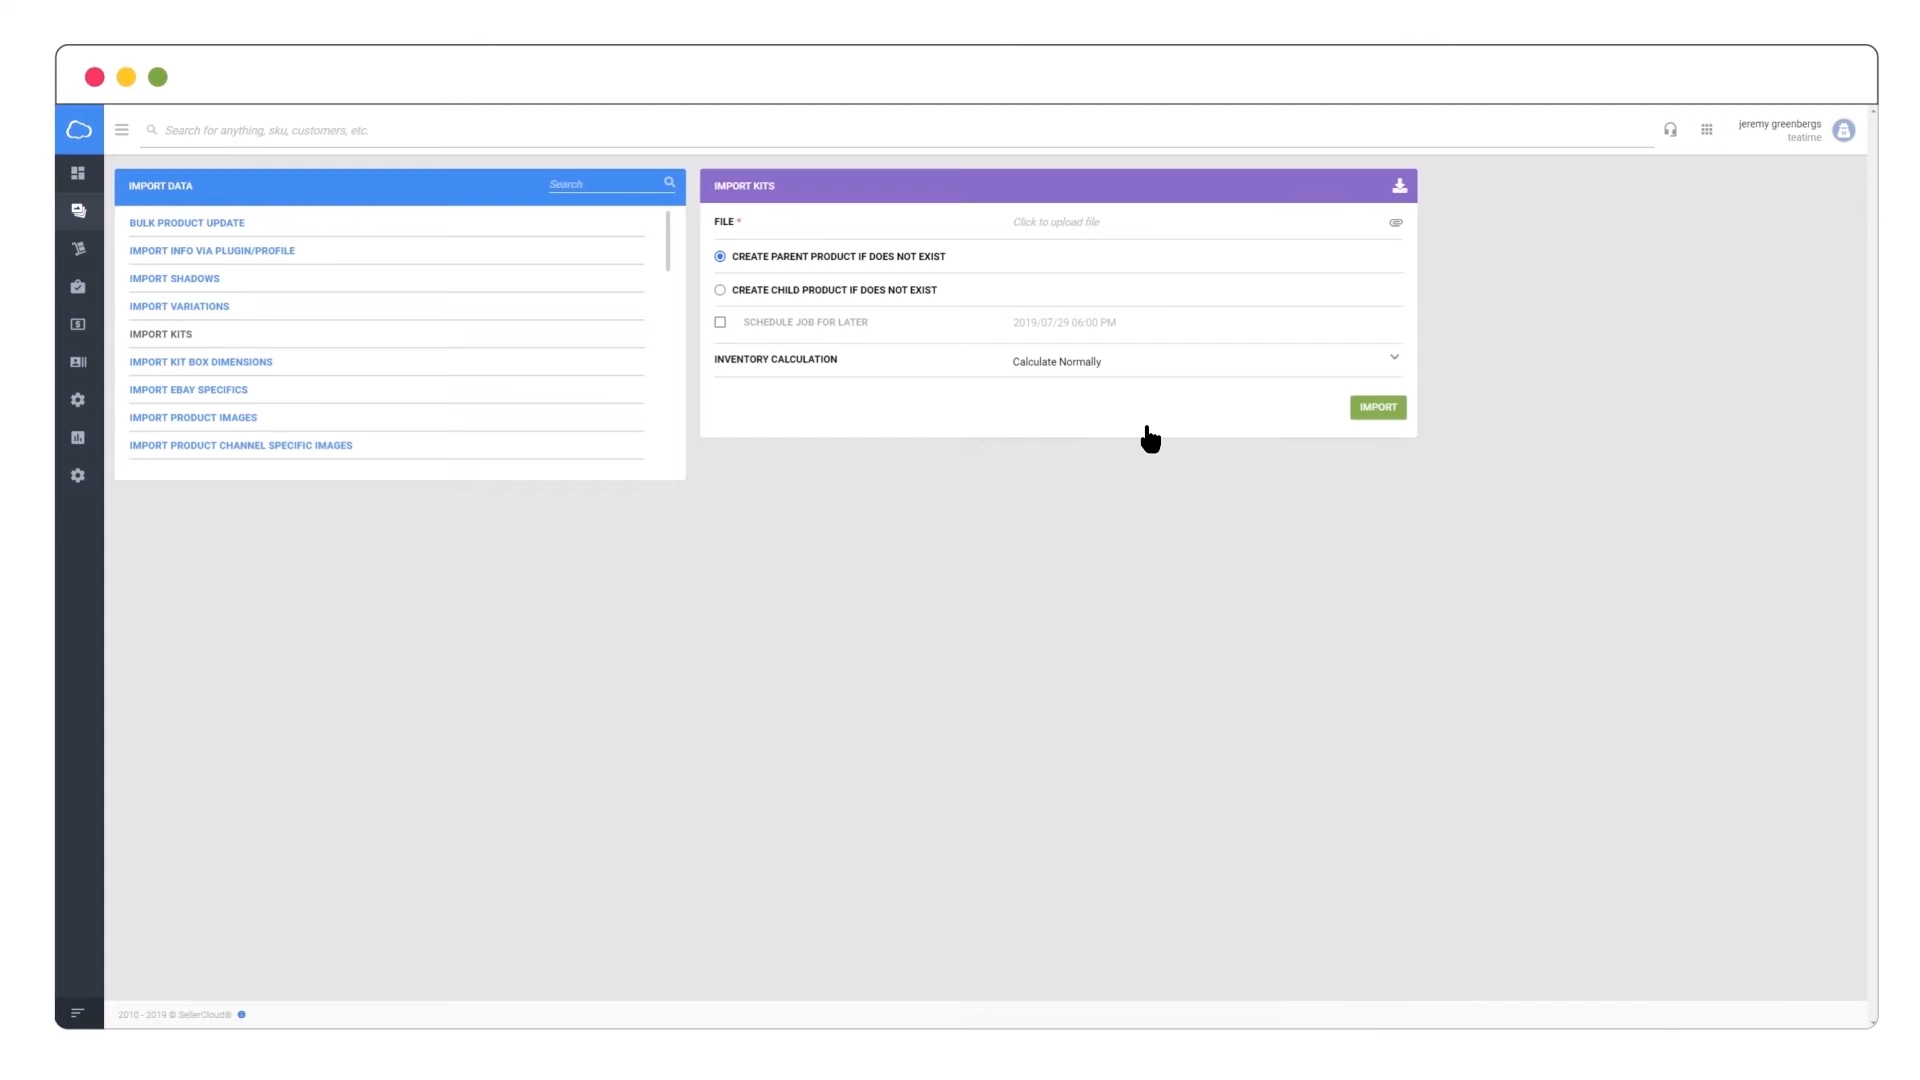 Search for anything, sku, customers, etc.
jeremy greenbergs
teatime
IMPORT DATA
Search
BULK PRODUCT UPDATE
IMPORT INFO VIA PLUGIN/PROFILE
IMPORT SHADOWS
IMPORT VARIATIONS
IMPORT KITS
IMPORT KIT BOX DIMENSIONS
IMPORT EBAY SPECIFICS
IMPORT PRODUCT IMAGES
IMPORT PRODUCT CHANNEL SPECIFIC IMAGES
IMPORT KITS
FILE * Click to upload file
CREATE PARENT PRODUCT IF DOES NOT EXIST
CREATE CHILD PRODUCT IF DOES NOT EXIST
SCHEDULE JOB FOR LATER 2019/07/29 06:00 PM
INVENTORY CALCULATION Calculate Normally
IMPORT
2010 - 2019 © SellerCloud®